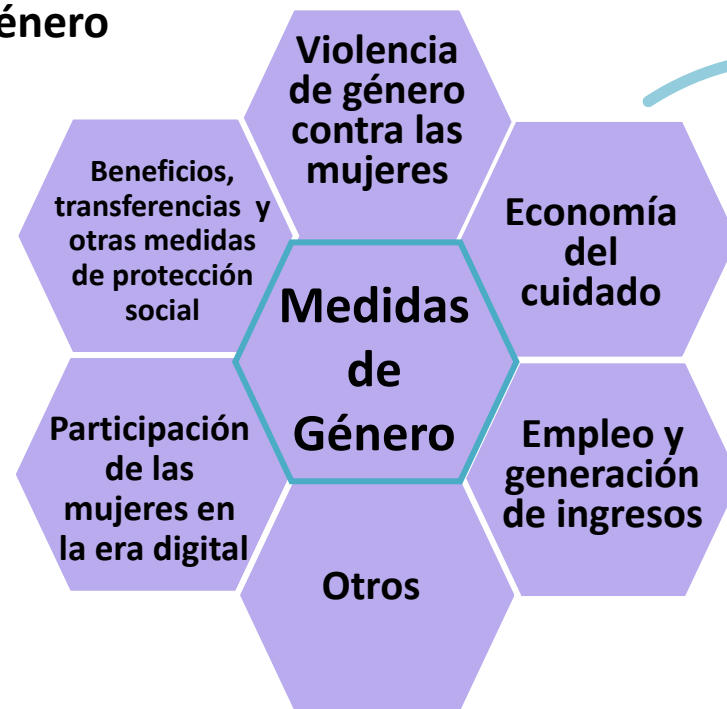 énero
Violencia
de género
contra las
mujeres
Beneficios,
transferencias y
otras medidas
de protección
social
Economía
del
cuidado
Medidas
de
Género
Participación
de las
mujeres en
la era digital
Empleo y
generación
de ingresos
Otros